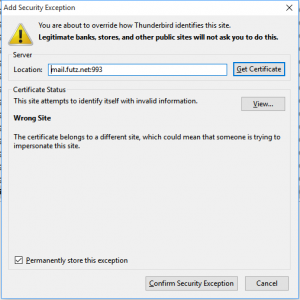 Add Security Exception
You are about to override how Thunderbird identifies this site.
Legitimate banks, stores, and other public sites will not ask you to do this.
Server
Location: mail.futz.net:993 Get Certificate
Certificate Status
This site attempts to identify itself with invalid information. View...
Wrong Site
The certificate belongs to a different site, which could mean that someone is trying to
impersonate this site.
Permanently store this exception
Confirm Security Exception Cancel